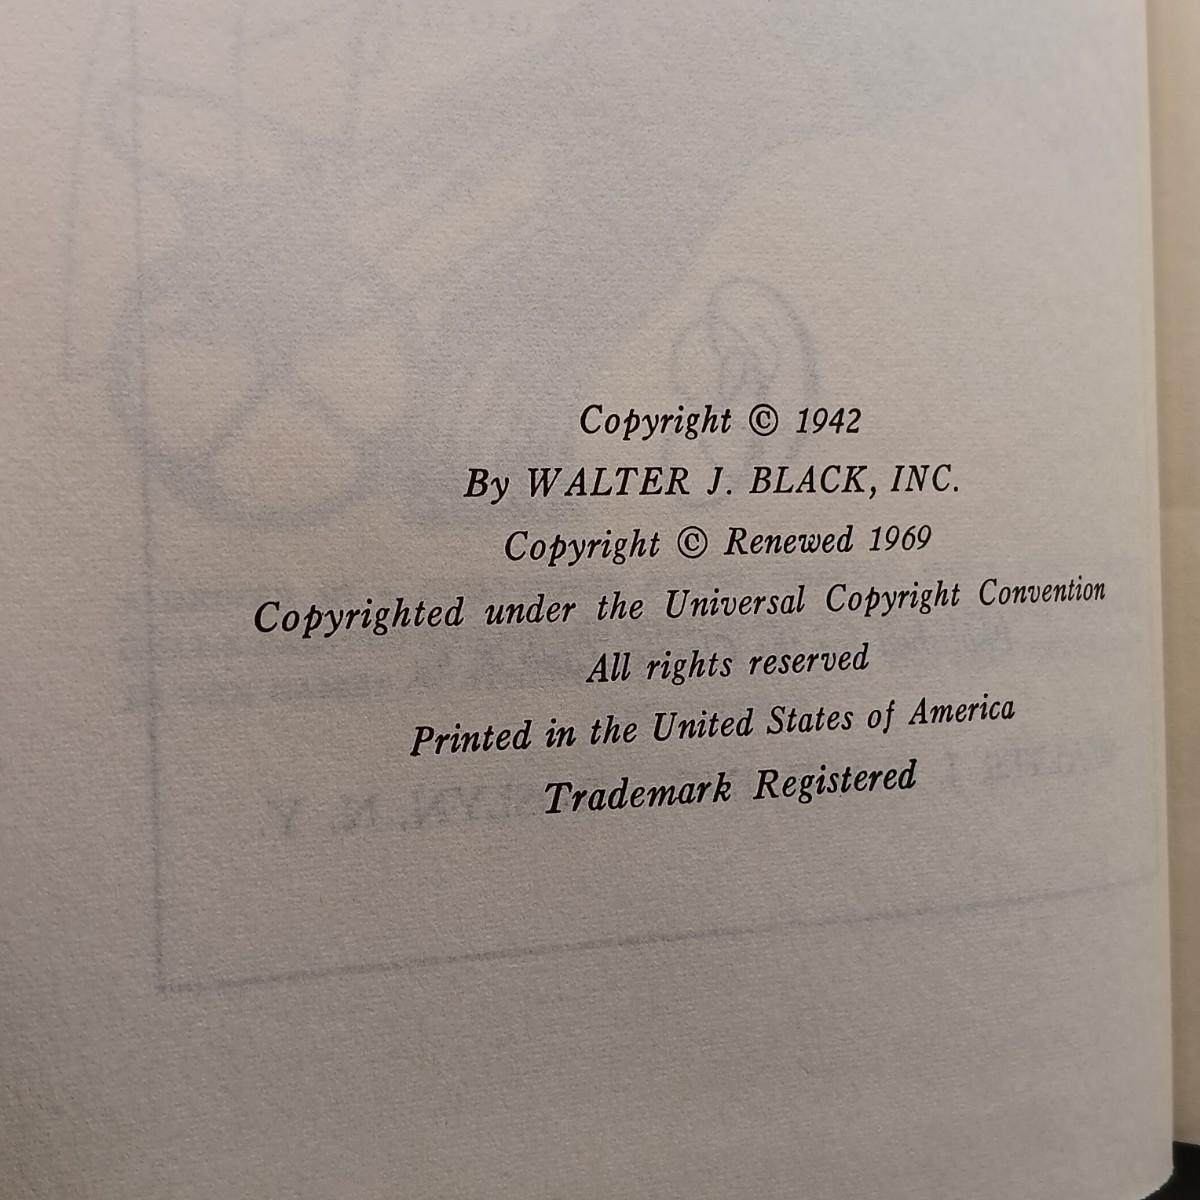 Copyright © 1942
By WALTER J. BLACK, INC.
Copyright © Renewed 1969
Copyrighted under the Universal Copyright Convention
All rights reserved
Printed in the United States of America
Trademark Registered